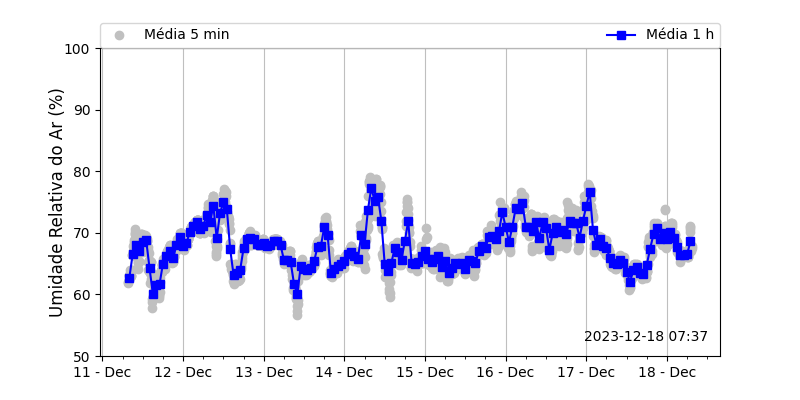 Média 5 min
Média 1 h
Umidade Relativa do Ar (%)
100
90
80
70
60
50
2023-12-18 07:37
11 - Dec
12 - Dec
13 - Dec
14 - Dec
15 - Dec
16 - Dec
17 - Dec
18 - Dec